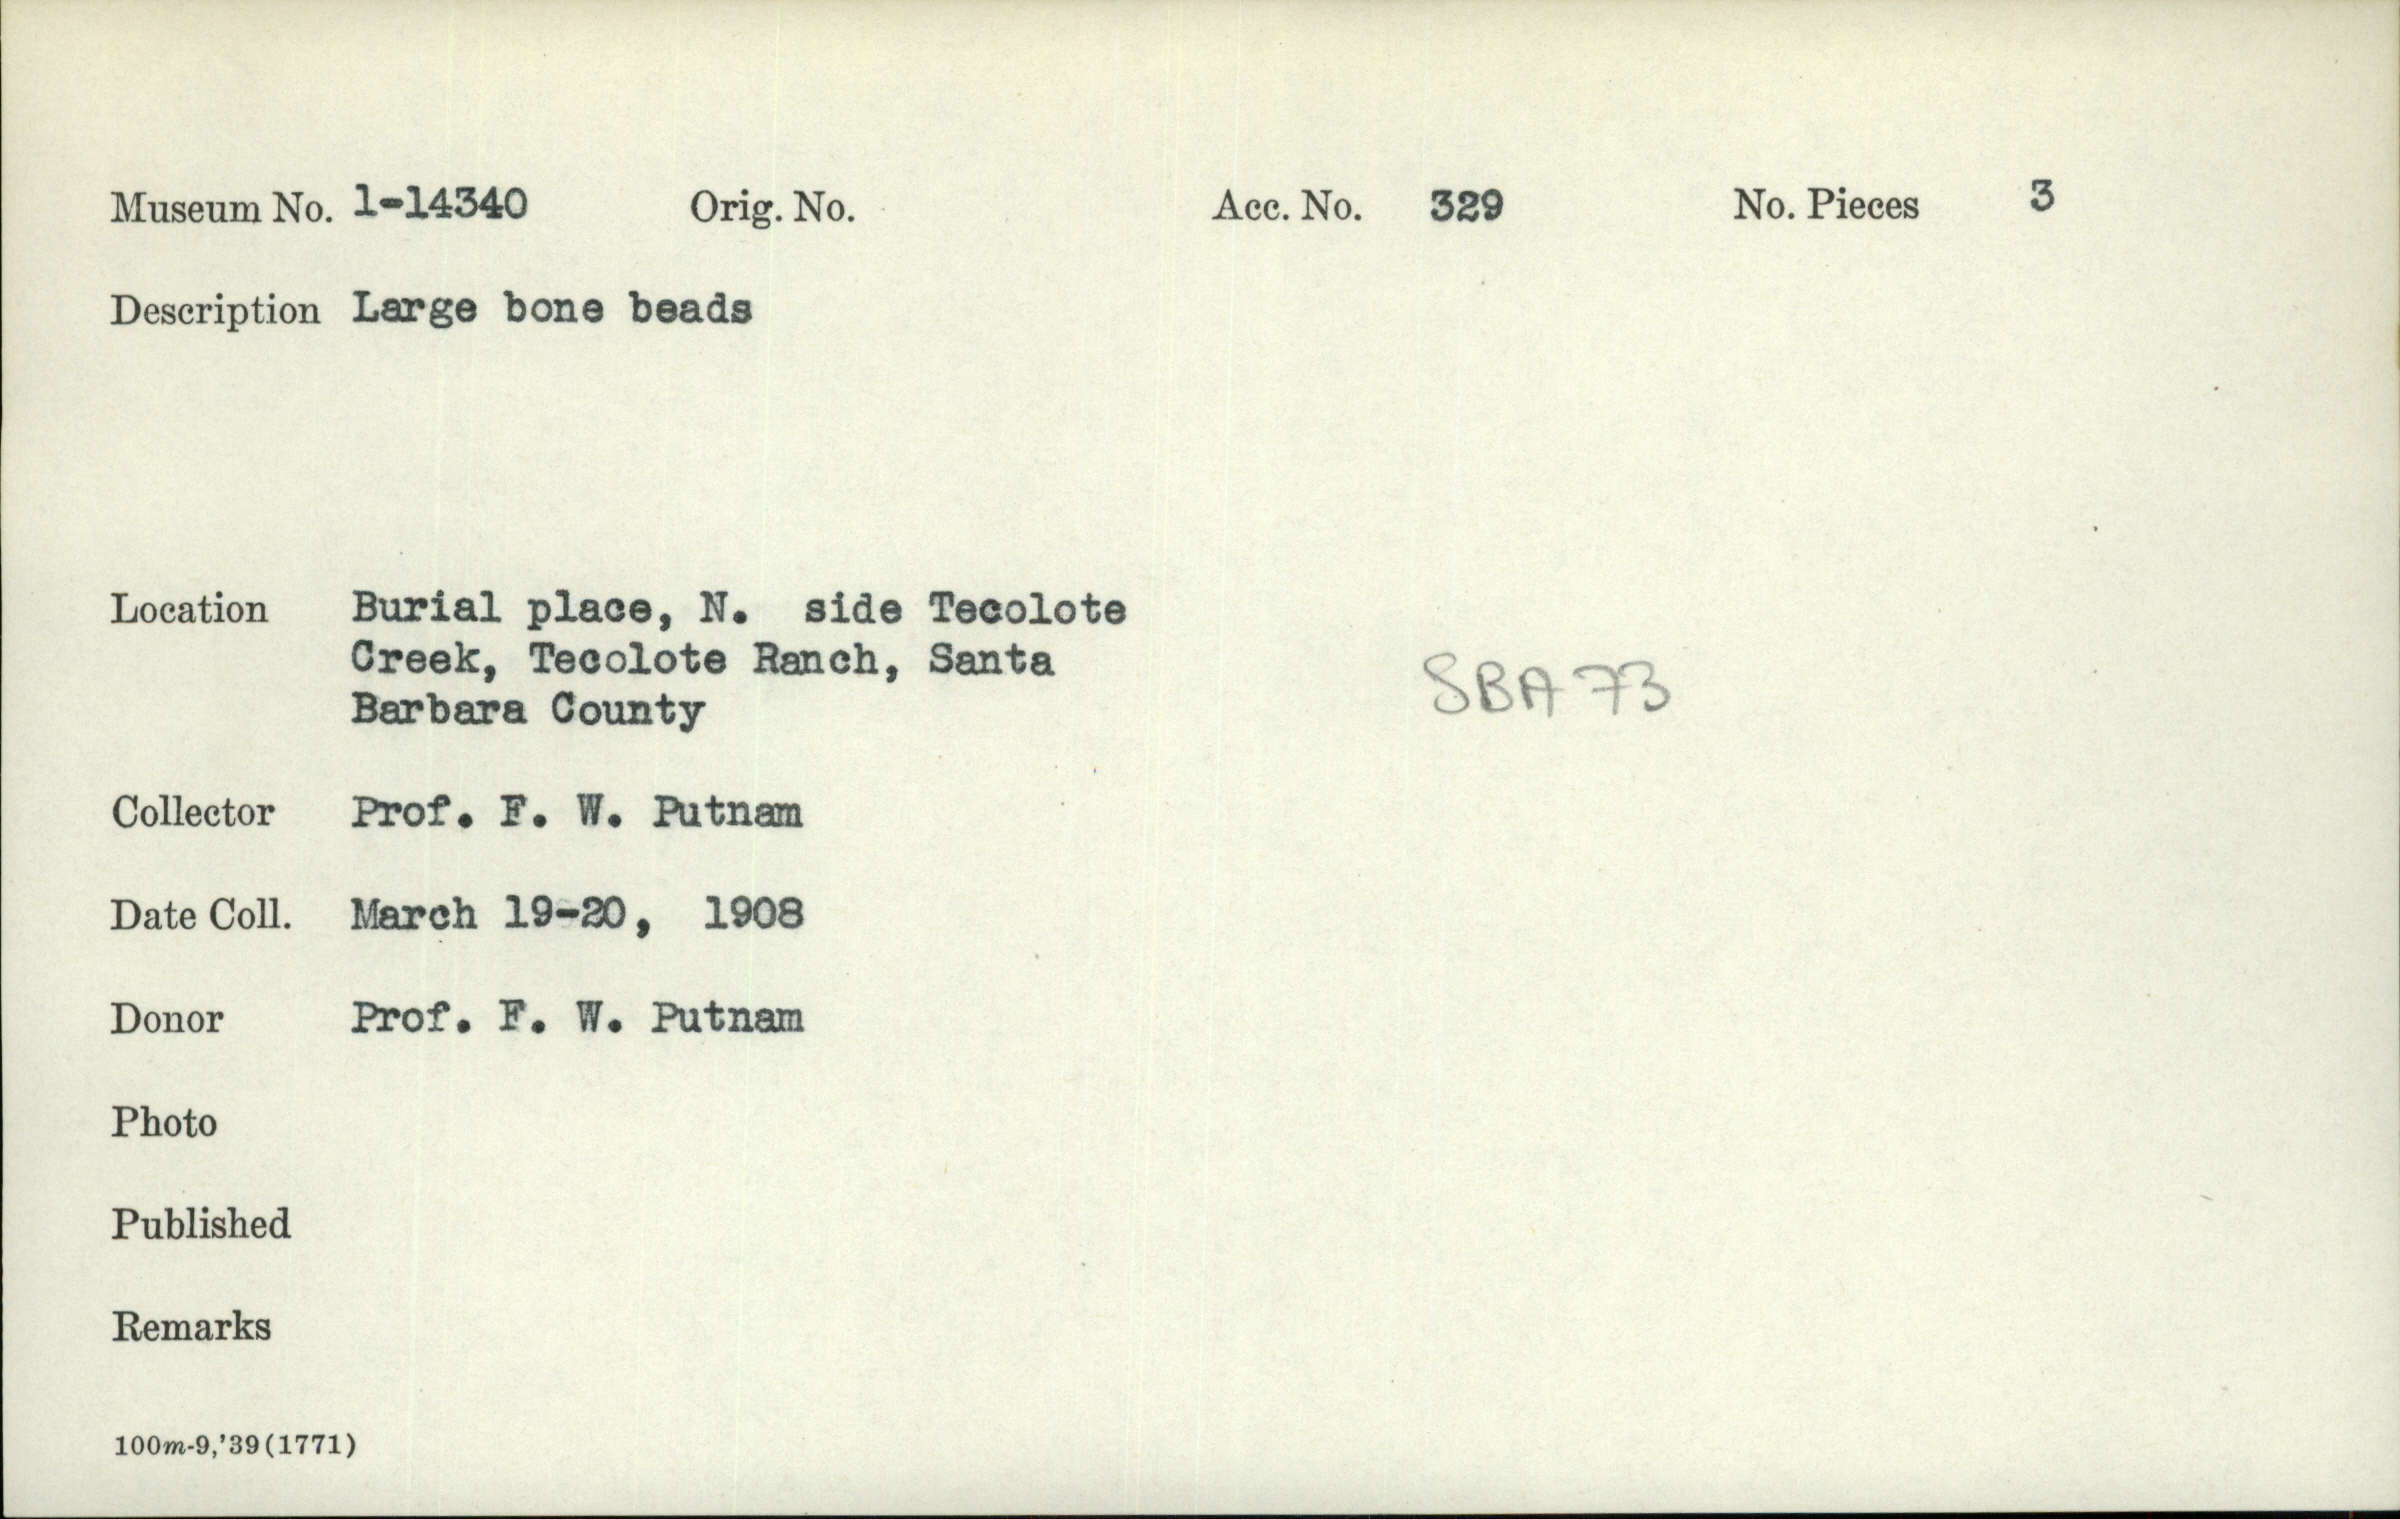 Museum No. 1-14340 Orig. No. Acc. No. 329 No. Pieces 3
Description Large bone beads
Location Burial place, N. side Tecolote
Creek, Tecolote Ranch, Santa
Barbara County
SBA 73
Collector Prof. F. W. Putnam
Date Coll. March 19-20, 1908
Donor Prof. F. W. Putnam
Photo
Published
Remarks
100m-9,'39(1771)